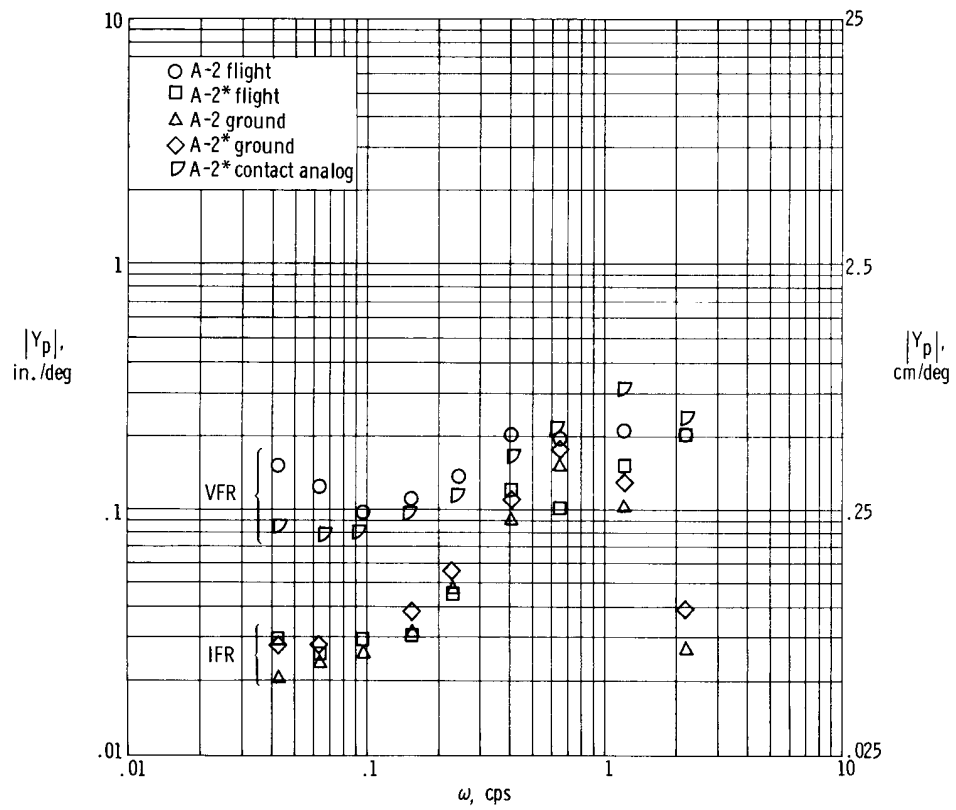 10
25
A-2 flight
A-2* flight
A-2 ground
A-2* ground
A-2* contact analog
1
2.5
|Yp|,
in./deg
|Yp|,
cm/deg
VFR
.1
.25
IFR
.01
.025
.01
.1
1
10
ω, cps